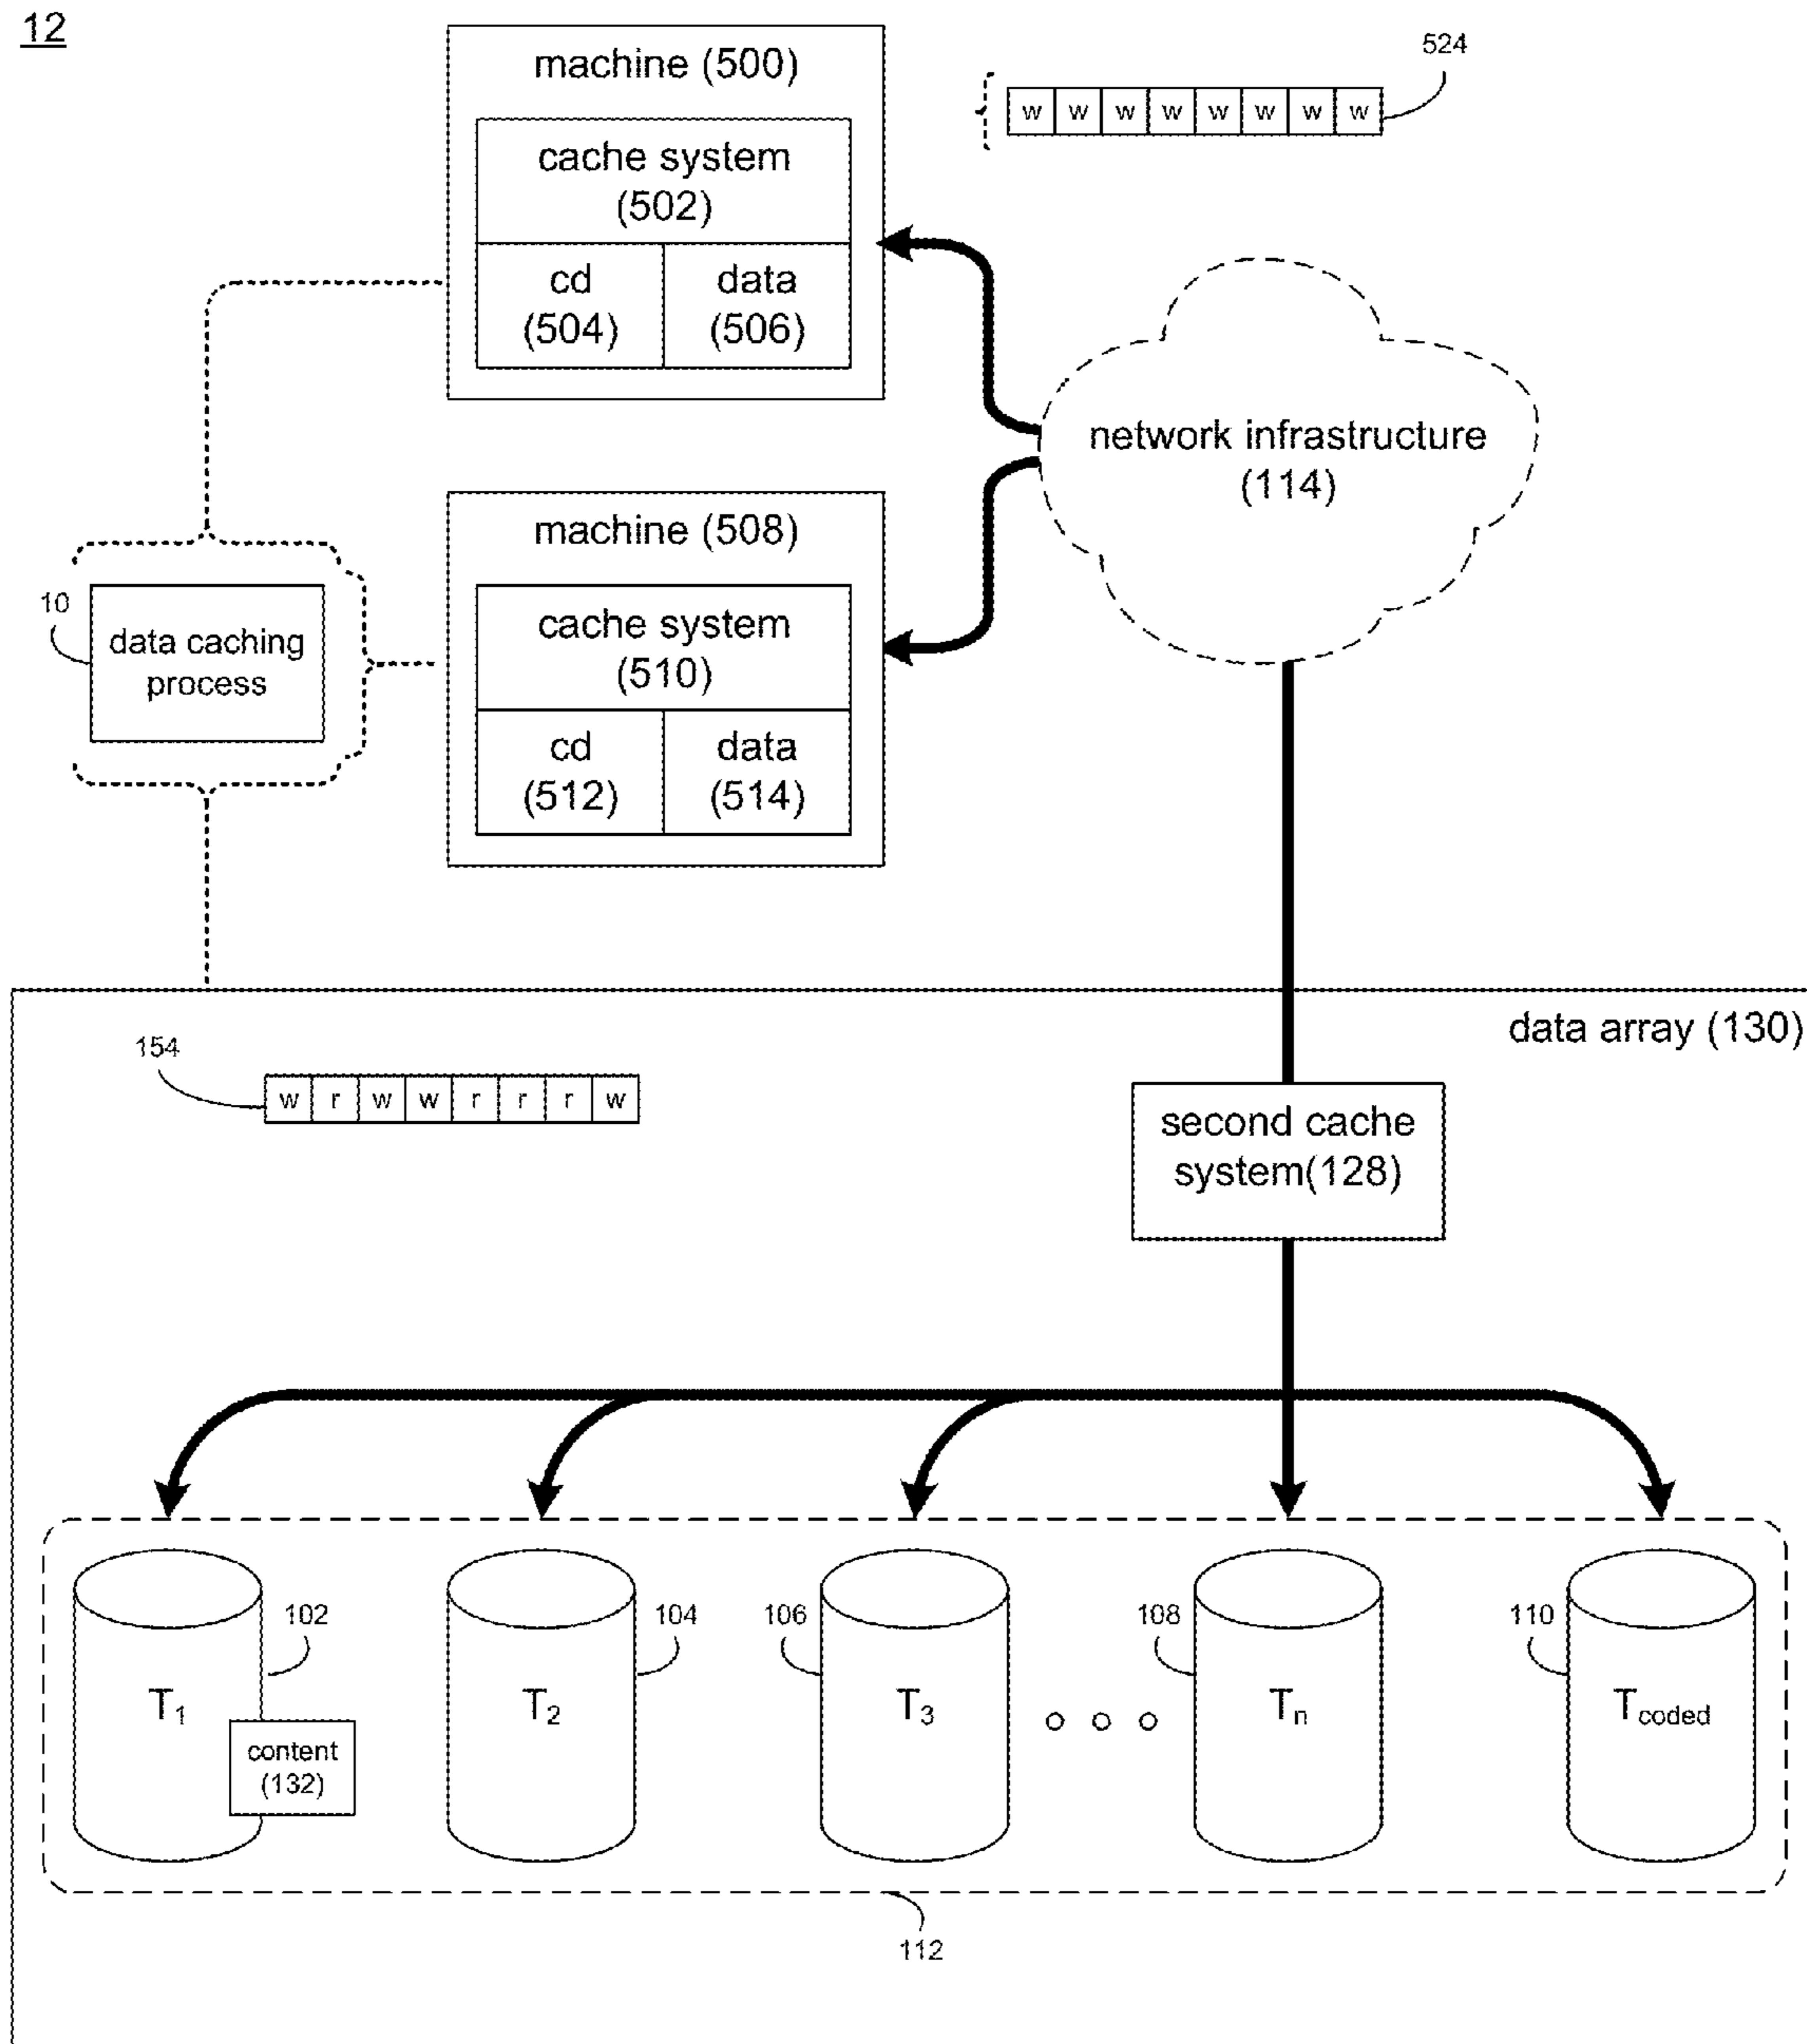 12
machine (500)
cache system
(502)
cd
(504)
data
(506)
524
w w w w w w w w
network infrastructure
(114)
machine (508)
cache system
(510)
cd
(512)
data
(514)
10
data caching
process
data array (130)
154
w r w w r r r w
second cache
system(128)
T1
102
content
(132)
T2
104
106
T3
108
Tn
110
Tcoded
112